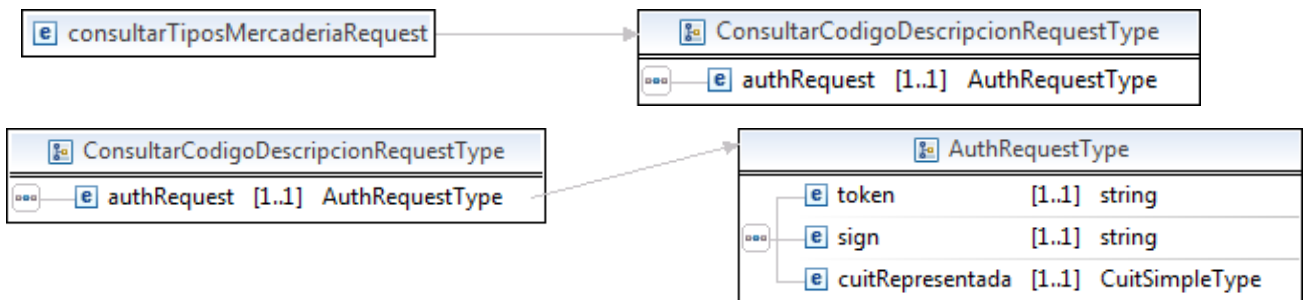 consultarTiposMercaderiaRequest
ConsultarCodigoDescripcionRequestType
authRequest [1..1] AuthRequestType
ConsultarCodigoDescripcionRequestType
authRequest [1..1] AuthRequestType
AuthRequestType
token [1..1] string
sign [1..1] string
cuitRepresentada [1..1] CuitSimpleType